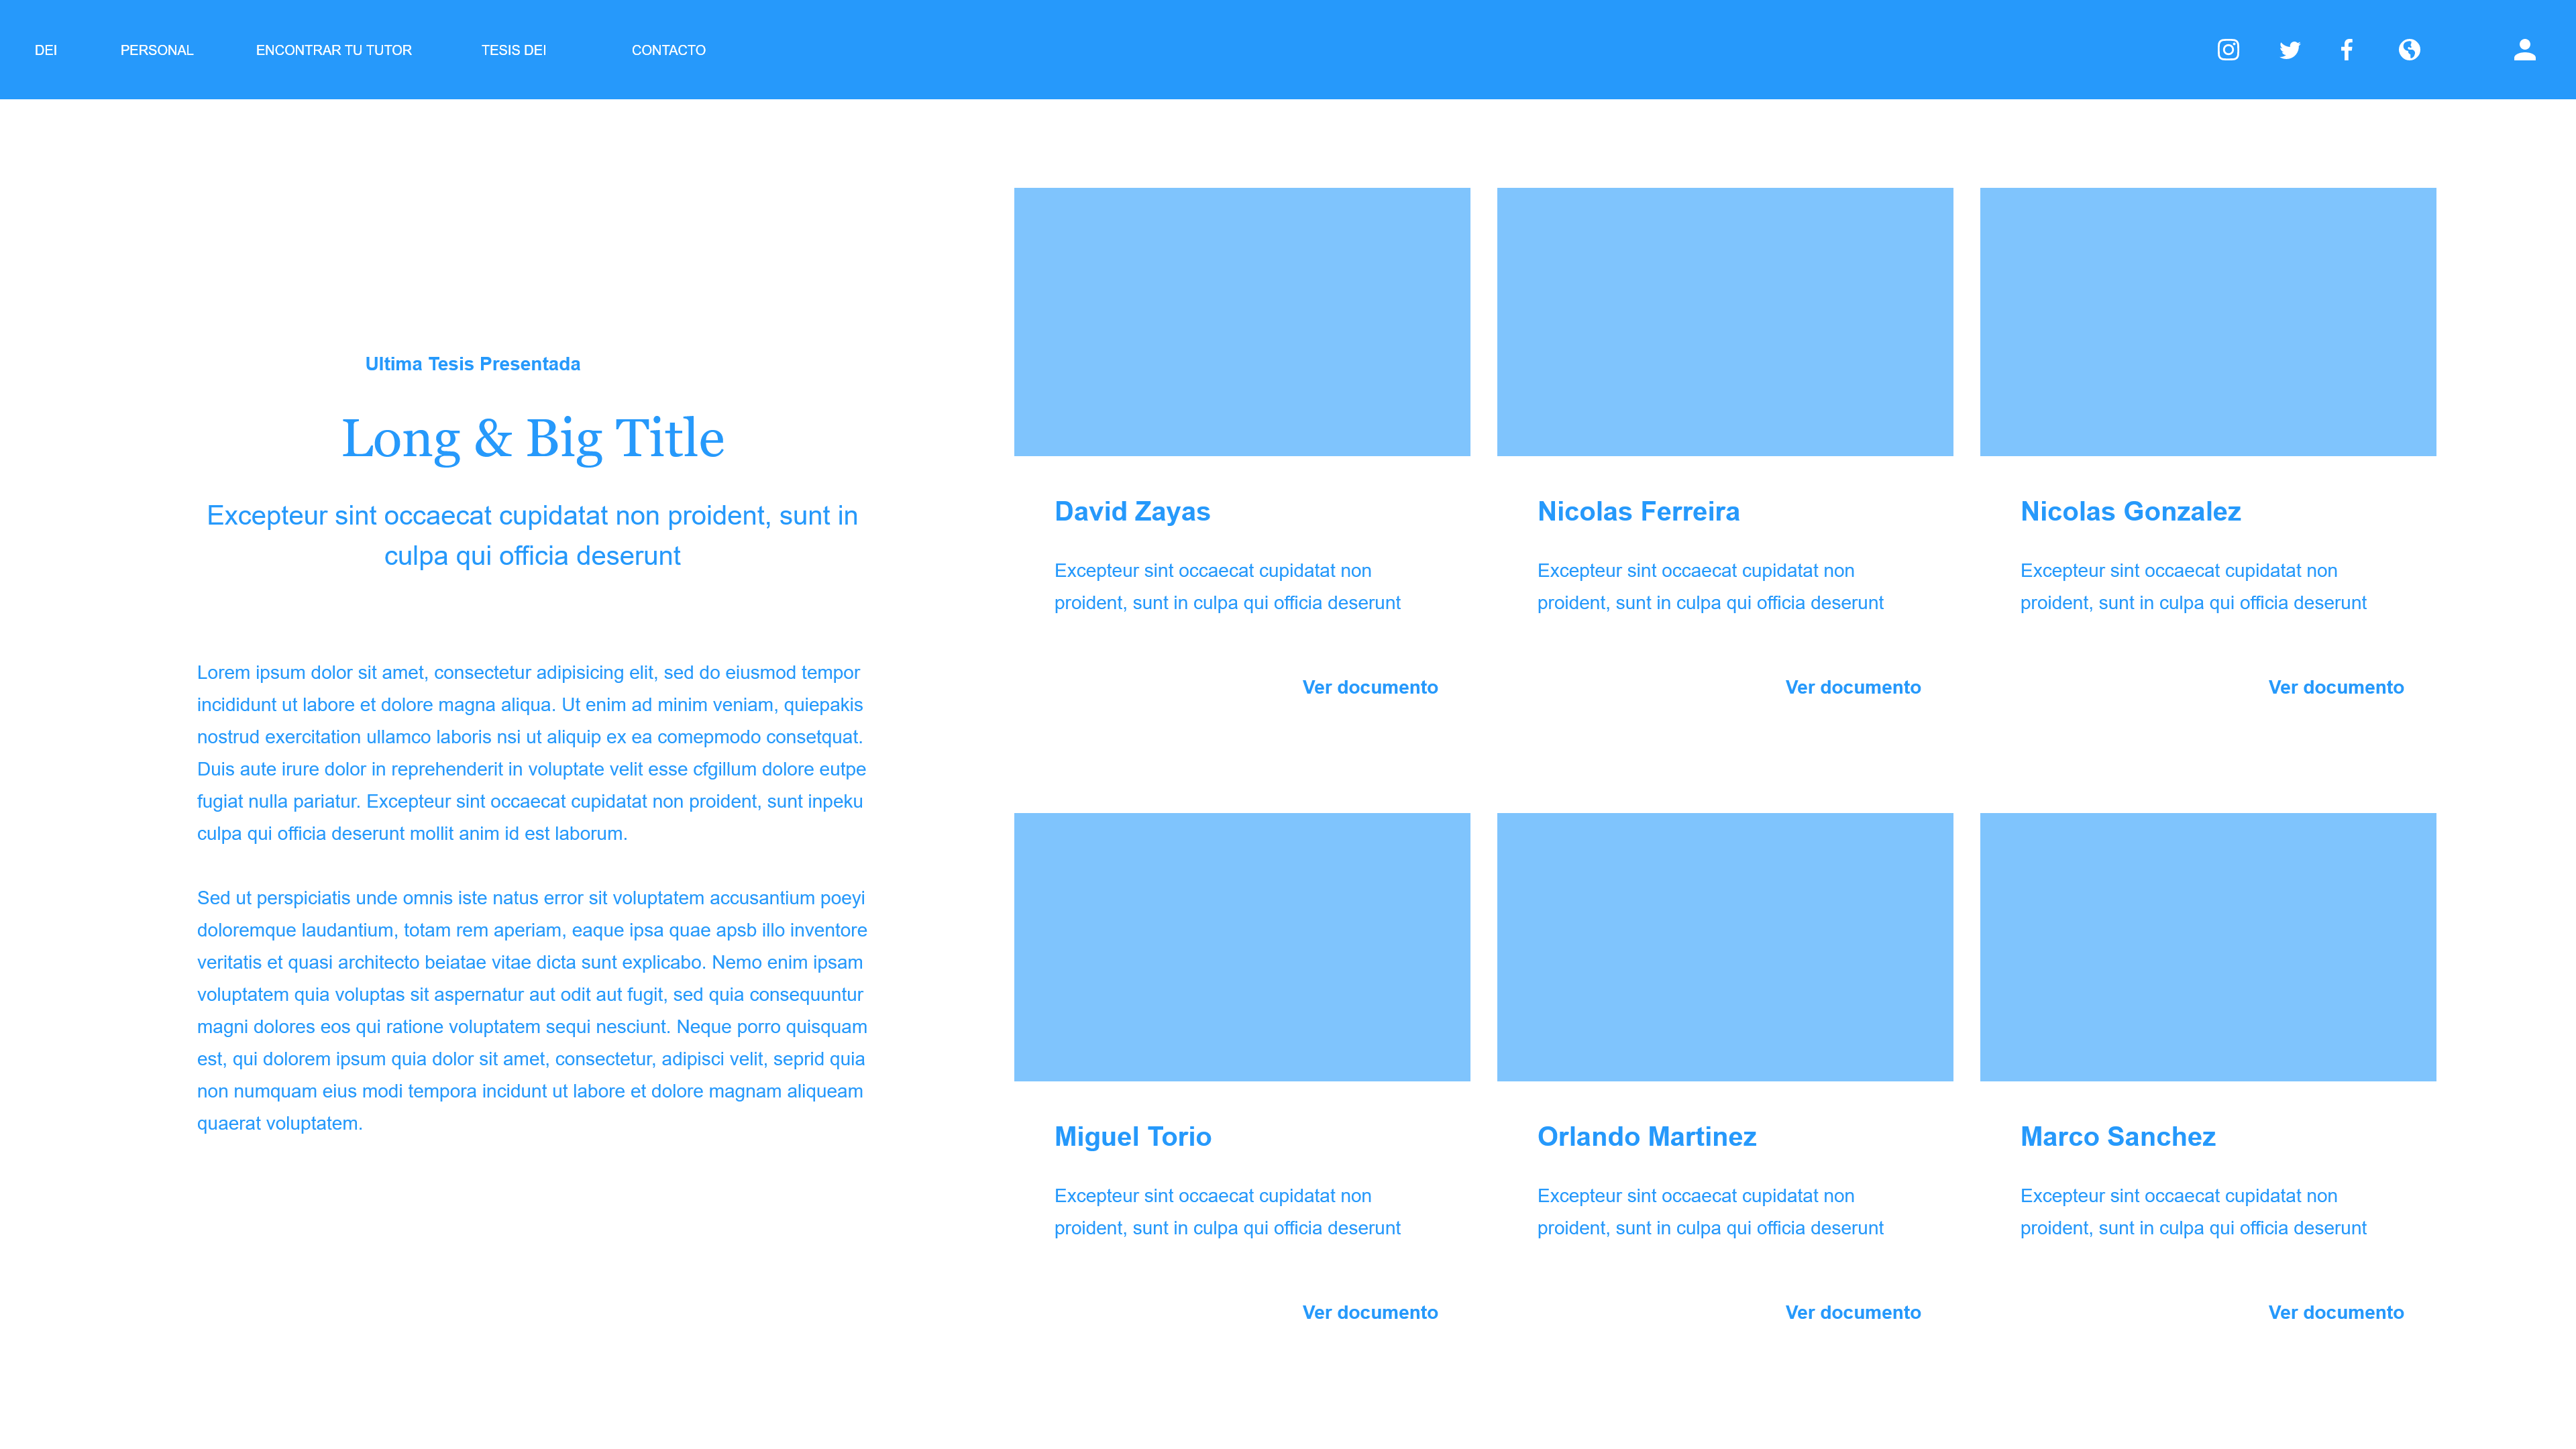 DEI
PERSONAL
ENCONTRAR TU TUTOR
TESIS DEI
CONTACTO
Ultima Tesis Presentada
Long & Big Title
Excepteur sint occaecat cupidatat non proident, sunt in
culpa qui officia deserunt
Lorem ipsum dolor sit amet, consectetur adipisicing elit, sed do eiusmod tempor
incididunt ut labore et dolore magna aliqua. Ut enim ad minim veniam, quiepakis
nostrud exercitation ullamco laboris nsi ut aliquip ex ea comepmodo consetquat.
Duis aute irure dolor in reprehenderit in voluptate velit esse cfgillum dolore eutpe
fugiat nulla pariatur. Excepteur sint occaecat cupidatat non proident, sunt inpeku
culpa qui officia deserunt mollit anim id est laborum.
Sed ut perspiciatis unde omnis iste natus error sit voluptatem accusantium poeyi
doloremque laudantium, totam rem aperiam, eaque ipsa quae apsb illo inventore
veritatis et quasi architecto beiatae vitae dicta sunt explicabo. Nemo enim ipsam
voluptatem quia voluptas sit aspernatur aut odit aut fugit, sed quia consequuntur
magni dolores eos qui ratione voluptatem sequi nesciunt. Neque porro quisquam
est, qui dolorem ipsum quia dolor sit amet, consectetur, adipisci velit, seprid quia
non numquam eius modi tempora incidunt ut labore et dolore magnam aliqueam
quaerat voluptatem.
David Zayas
Excepteur sint occaecat cupidatat non
proident, sunt in culpa qui officia deserunt
Ver documento
Nicolas Ferreira
Excepteur sint occaecat cupidatat non
proident, sunt in culpa qui officia deserunt
Ver documento
Nicolas Gonzalez
Excepteur sint occaecat cupidatat non
proident, sunt in culpa qui officia deserunt
Ver documento
Miguel Torio
Excepteur sint occaecat cupidatat non
proident, sunt in culpa qui officia deserunt
Ver documento
Orlando Martinez
Excepteur sint occaecat cupidatat non
proident, sunt in culpa qui officia deserunt
Ver documento
Marco Sanchez
Excepteur sint occaecat cupidatat non
proident, sunt in culpa qui officia deserunt
Ver documento